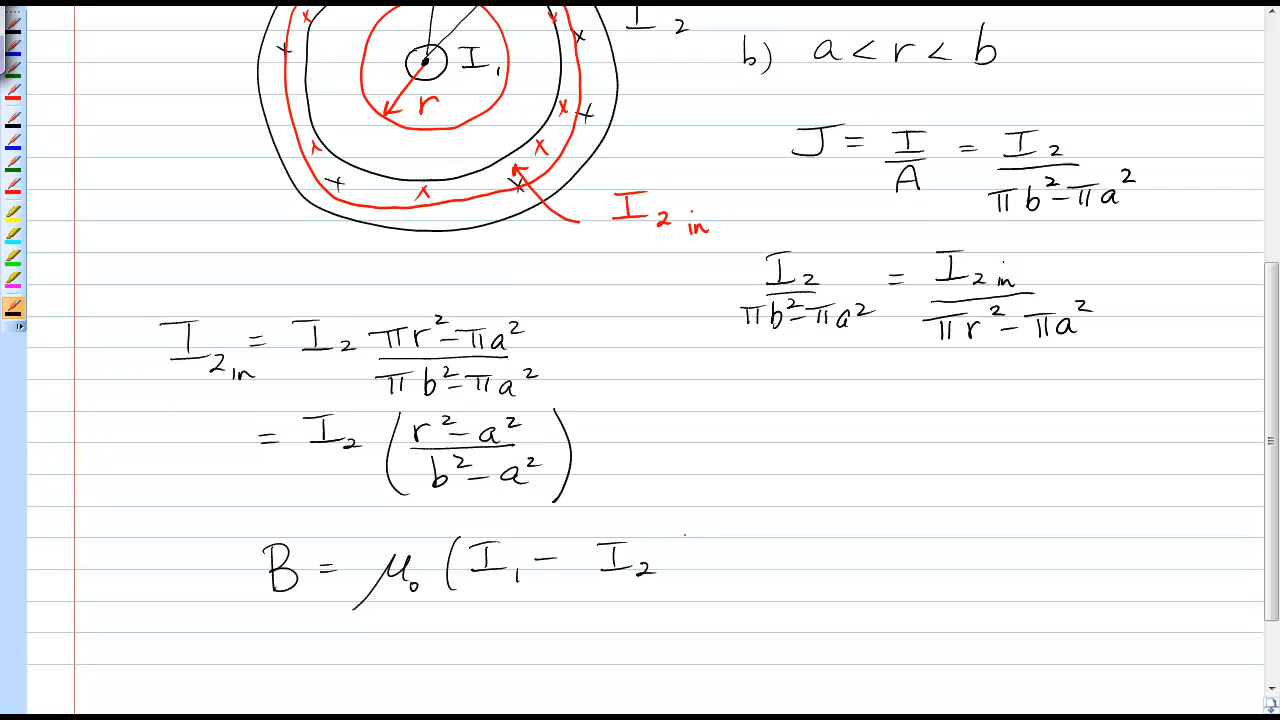 I₂
I₁
r
I₂ in
b) a < r < b
J = I/A = I₂/(πb² − πa²)
I₂/(πb² − πa²) = I₂ in/(πr² − πa²)
I₂ in = I₂ (πr² − πa²)/(πb² − πa²)
= I₂ ((r² − a²)/(b² − a²))
B = μ₀ (I₁ − I₂